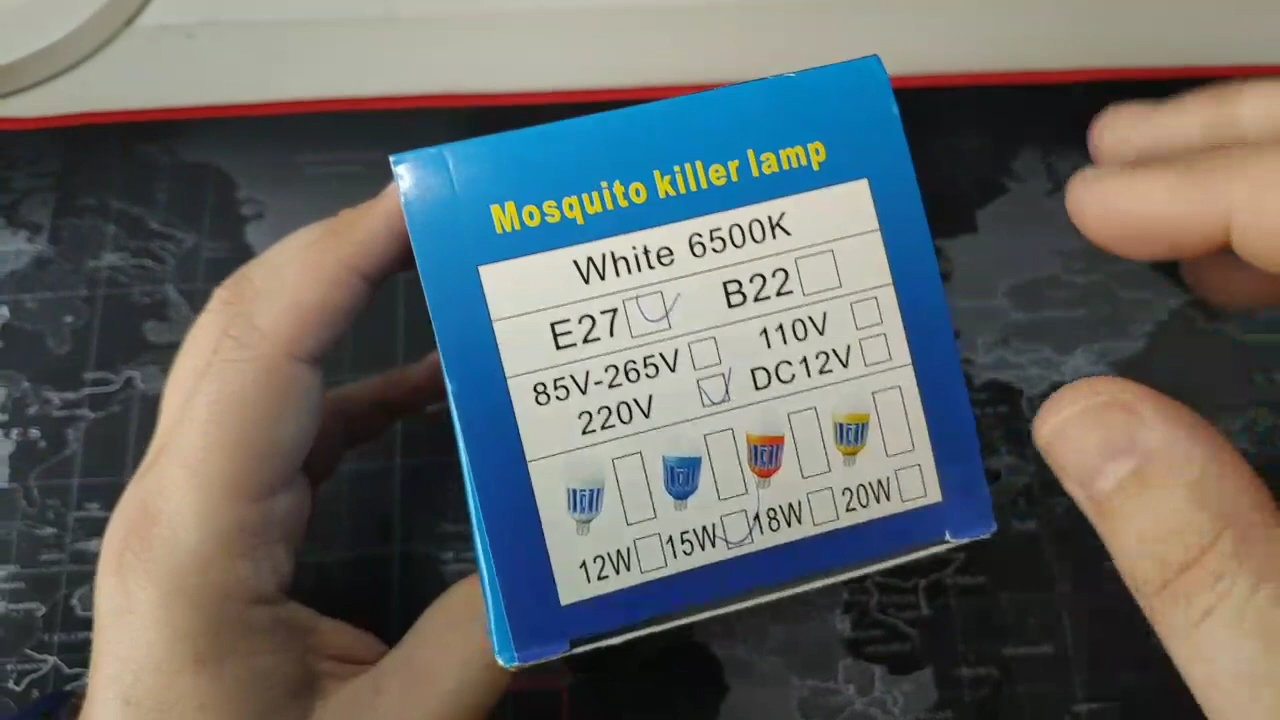 Mosquito killer lamp
White 6500K
E27 B22
85V-265V 110V
220V DC12V
12W 15W 18W 20W